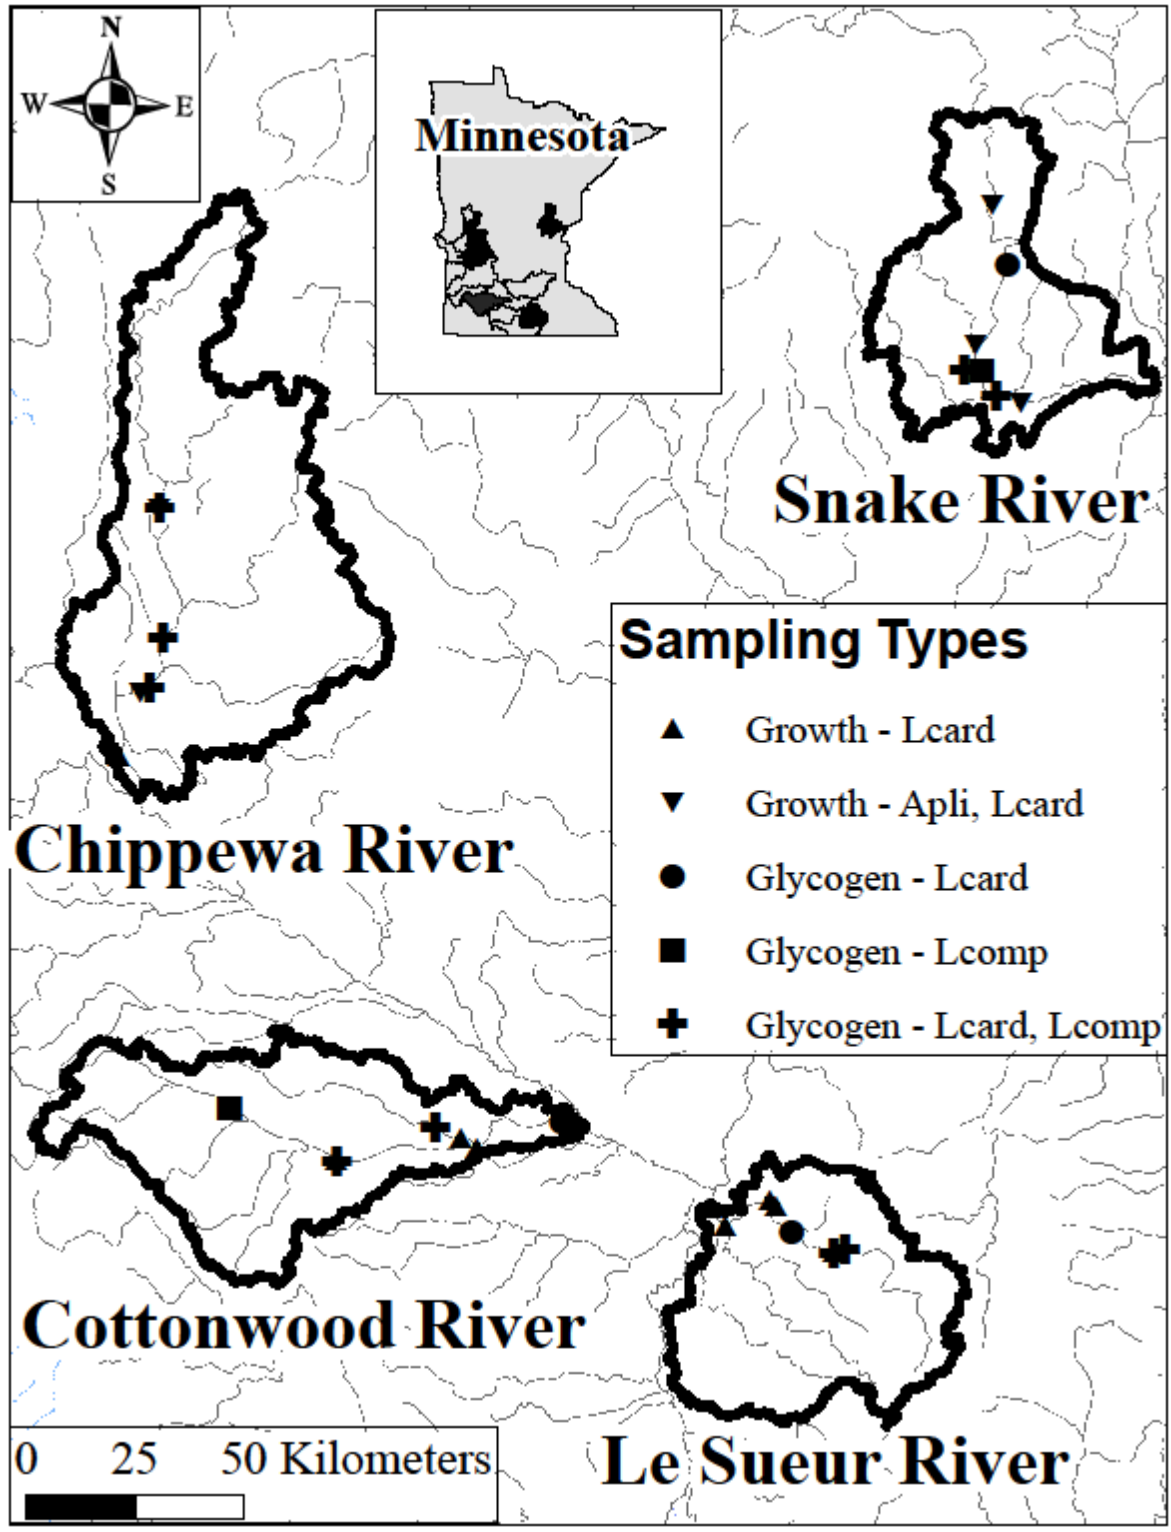 N
W E
S
Minnesota
Snake River
Sampling Types
Growth - Lcard
Growth - Apli, Lcard
Glycogen - Lcard
Glycogen - Lcomp
Glycogen - Lcard, Lcomp
Chippewa River
Cottonwood River
Le Sueur River
0 25 50 Kilometers